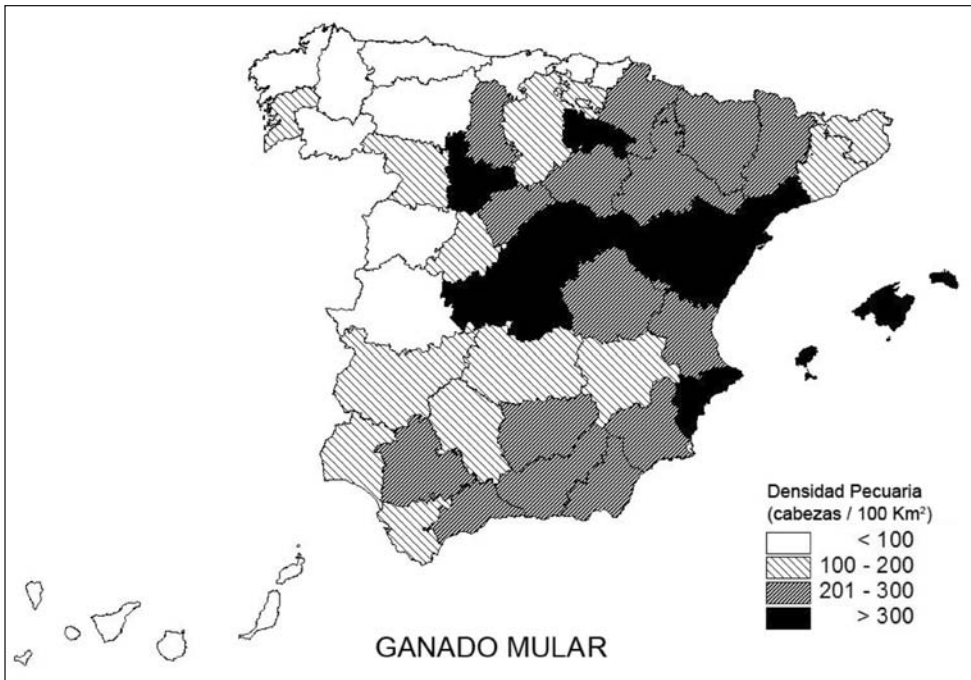 Densidad Pecuaria
(cabezas / 100 Km²)
< 100
100 - 200
201 - 300
> 300
GANADO MULAR